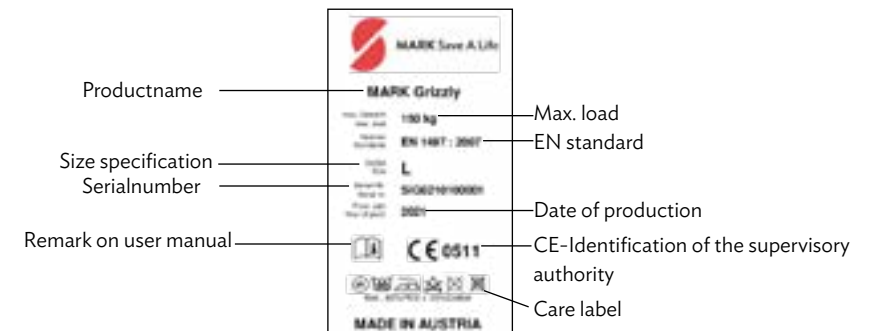 MARK Save A Life
Productname
MARK Grizzly
150 kg
Max. load
EN 1497 : 2007
EN standard
Size specification
L
Serialnumber
2021
Date of production
Remark on user manual
CE 0511
CE-Identification of the supervisory
authority
Care label
MADE IN AUSTRIA